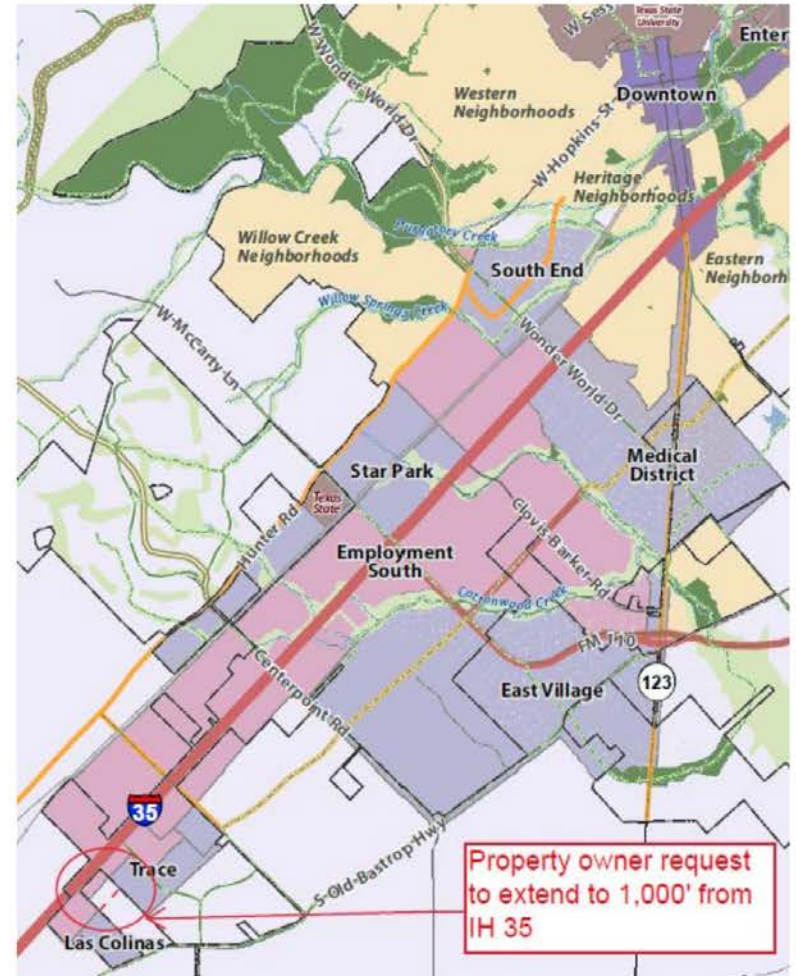 Texas State
University
W-Sess
Enter
W-Wonder World-Dr
Western
Neighborhoods
Downtown
W-Hopkins-St
Heritage
Neighborhoods
Purgatory Creek
Willow Creek
Neighborhoods
South End
Eastern
Neighborh
Willow Springs Creek
W-McCarty-Ln
Wonder World-Dr
Medical
District
Star Park
Texas
State
Hunter Rd
Clovis Barker Rd
Employment
South
Cottonwood Creek
FM 110
Centerpoint Rd
East Village
123
35
Trace
S-Old-Bastrop-Hwy
Property owner request
to extend to 1,000' from
IH 35
Las Colinas